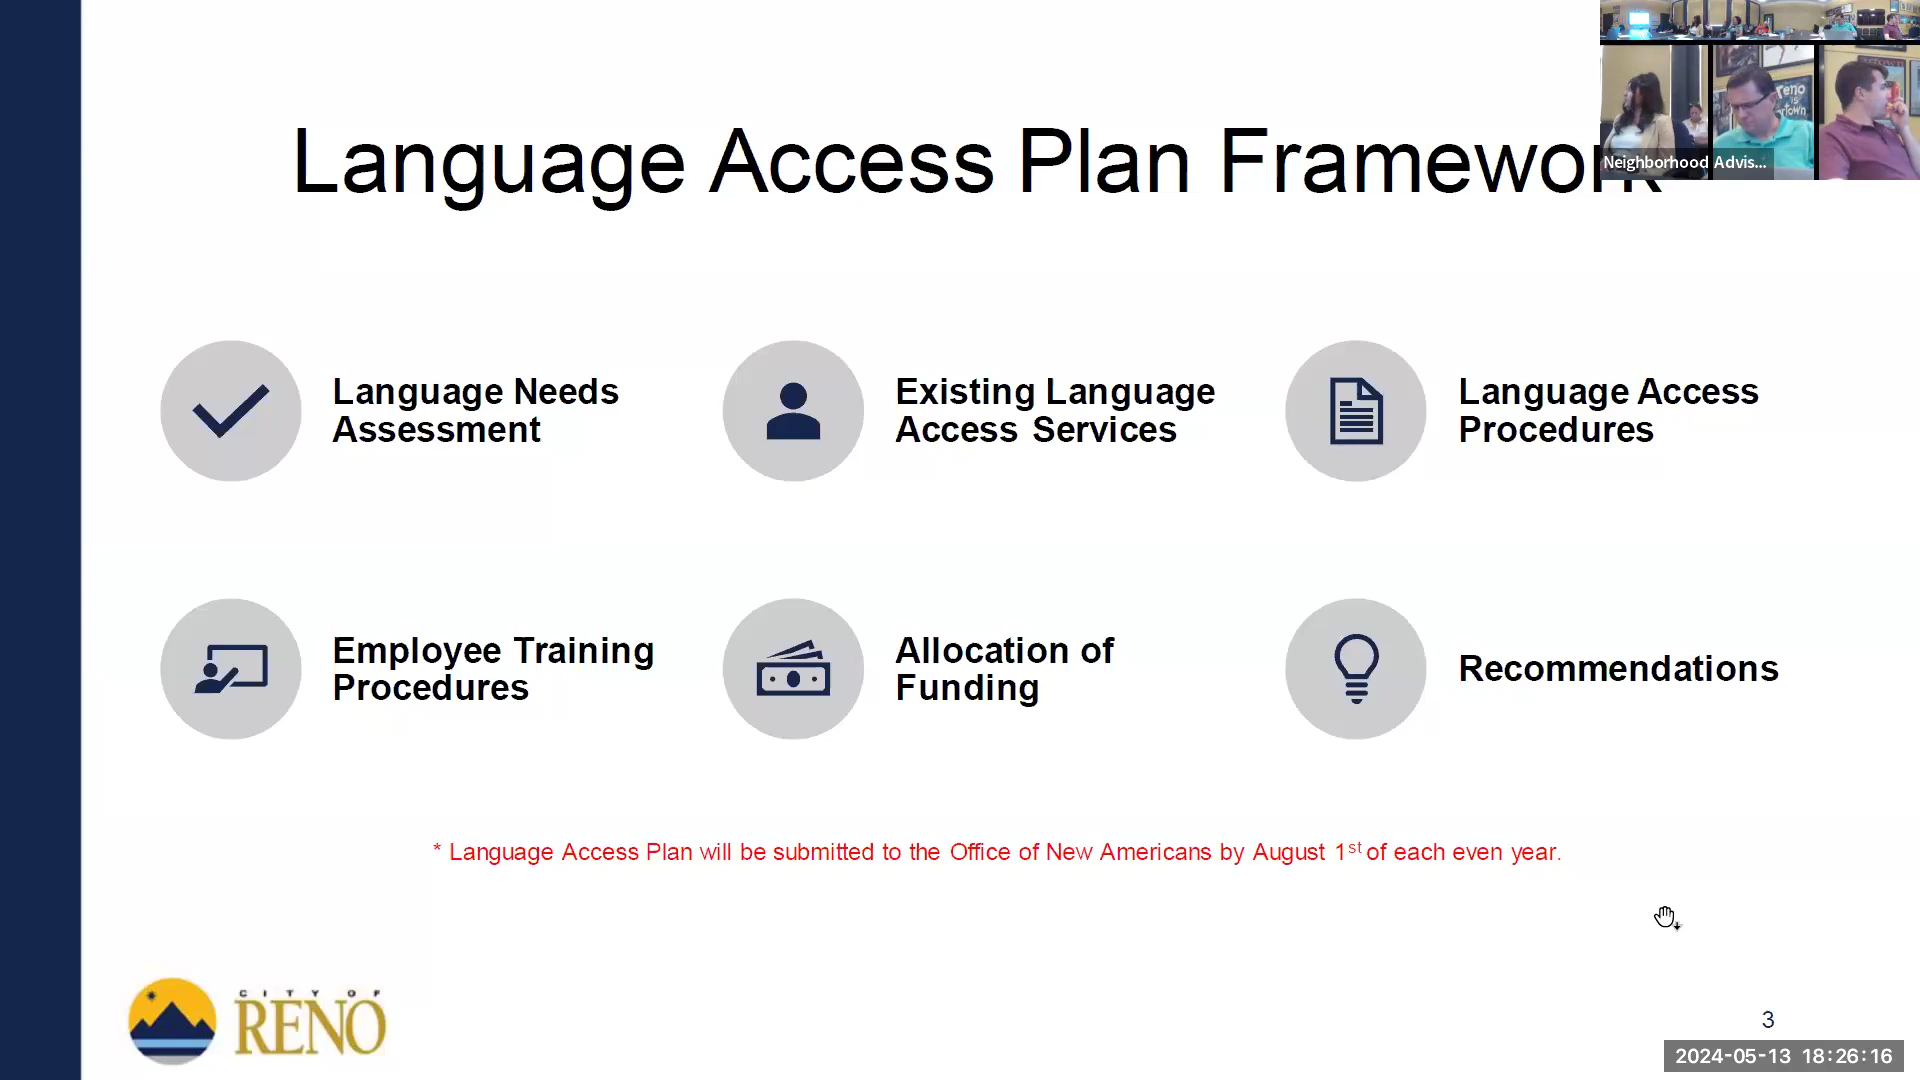 Language Access Plan Framework
Neighborhood Advis...
Reno
is
Language Needs
Assessment
Existing Language
Access Services
Language Access
Procedures
Employee Training
Procedures
Allocation of
Funding
Recommendations
* Language Access Plan will be submitted to the Office of New Americans by August 1st of each even year.
CITY OF
RENO
3
2024-05-13 18:26:16